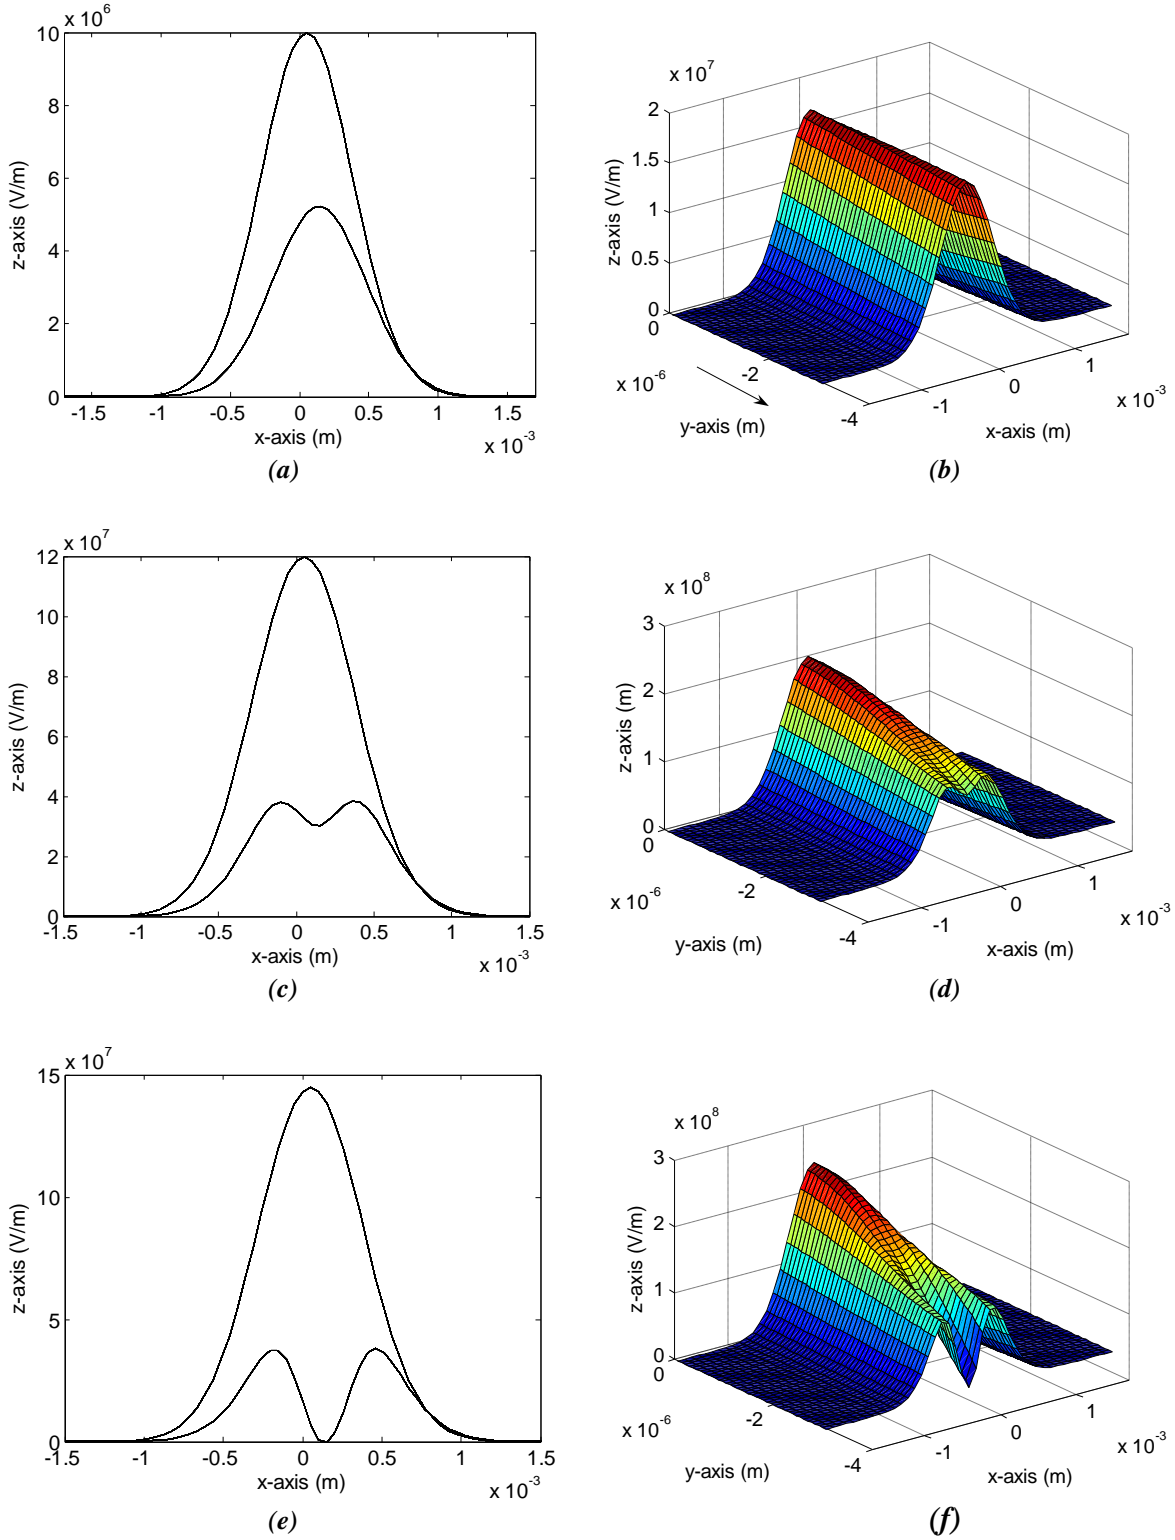 x 10^6
10
8
6
4
2
0
z-axis (V/m)
-1.5 -1 -0.5 0 0.5 1 1.5
x-axis (m)
x 10^-3
(a)
x 10^7
2
1.5
1
0.5
0
z-axis (V/m)
0 -2 -4
x 10^-6
y-axis (m)
-1 0 1
x 10^-3
x-axis (m)
(b)
x 10^7
12
10
8
6
4
2
0
z-axis (V/m)
-1.5 -1 -0.5 0 0.5 1 1.5
x-axis (m)
x 10^-3
(c)
x 10^8
3
2
1
0
z-axis (m)
0 -2 -4
x 10^-6
y-axis (m)
-1 0 1
x 10^-3
x-axis (m)
(d)
x 10^7
15
10
5
0
z-axis (V/m)
-1.5 -1 -0.5 0 0.5 1 1.5
x-axis (m)
x 10^-3
(e)
x 10^8
3
2
1
0
z-axis (V/m)
0 -2 -4
x 10^-6
y-axis (m)
-1 0 1
x 10^-3
x-axis (m)
(f)